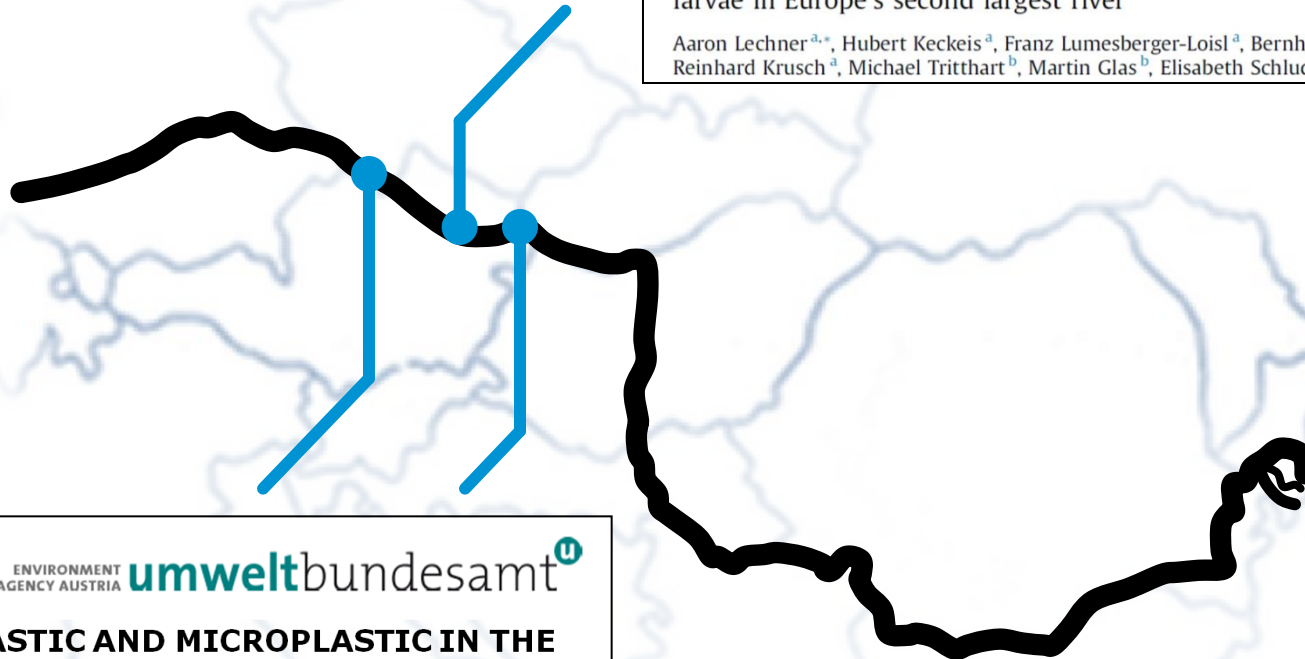 larvae in Europe's second largest river
Aaron Lechner a,*, Hubert Keckeis a, Franz Lumesberger-Loisl a, Bernh
Reinhard Krusch a, Michael Tritthart b, Martin Glas b, Elisabeth Schluc
ENVIRONMENT
AGENCY AUSTRIA umweltbundesamt u
ASTIC AND MICROPLASTIC IN THE